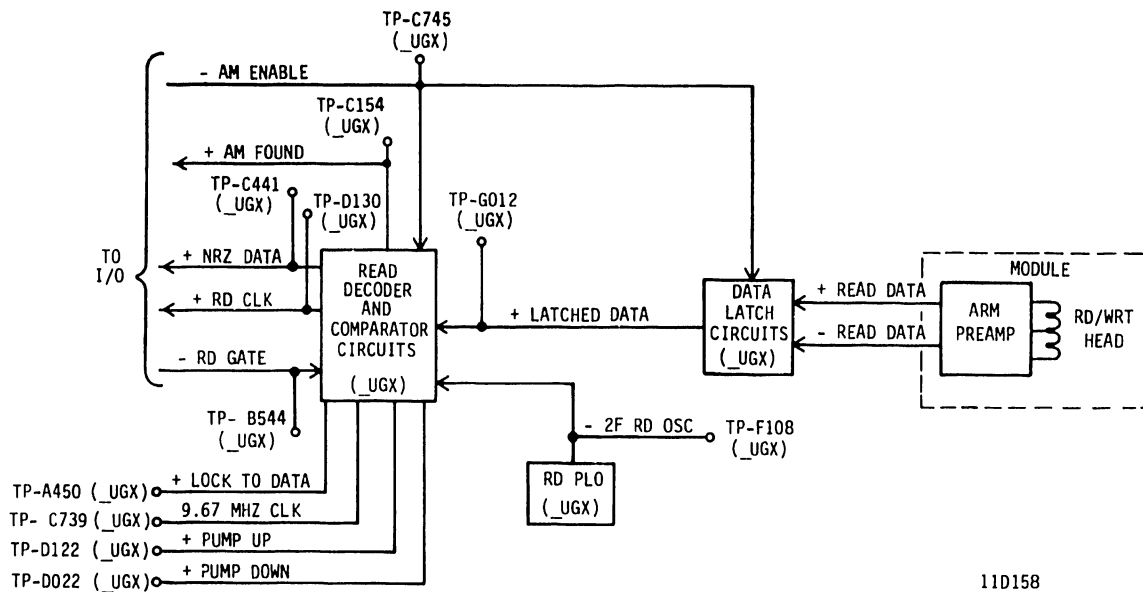 TP-C745
(_UGX)
- AM ENABLE
TP-C154
(_UGX)
+ AM FOUND
TP-C441
(_UGX)
TP-D130
(_UGX)
TP-G012
(_UGX)
TO
I/O
+ NRZ DATA
+ RD CLK
- RD GATE
READ
DECODER
AND
COMPARATOR
CIRCUITS
(_UGX)
+ LATCHED DATA
DATA
LATCH
CIRCUITS
(_UGX)
+ READ DATA
- READ DATA
MODULE
ARM
PREAMP
RD/WRT
HEAD
TP- B544
(_UGX)
- 2F RD OSC
TP-F108
(_UGX)
RD PLO
(_UGX)
TP-A450 (_UGX)
+ LOCK TO DATA
TP- C739 (_UGX)
9.67 MHZ CLK
TP-D122 (_UGX)
+ PUMP UP
TP-D022 (_UGX)
+ PUMP DOWN
11D158